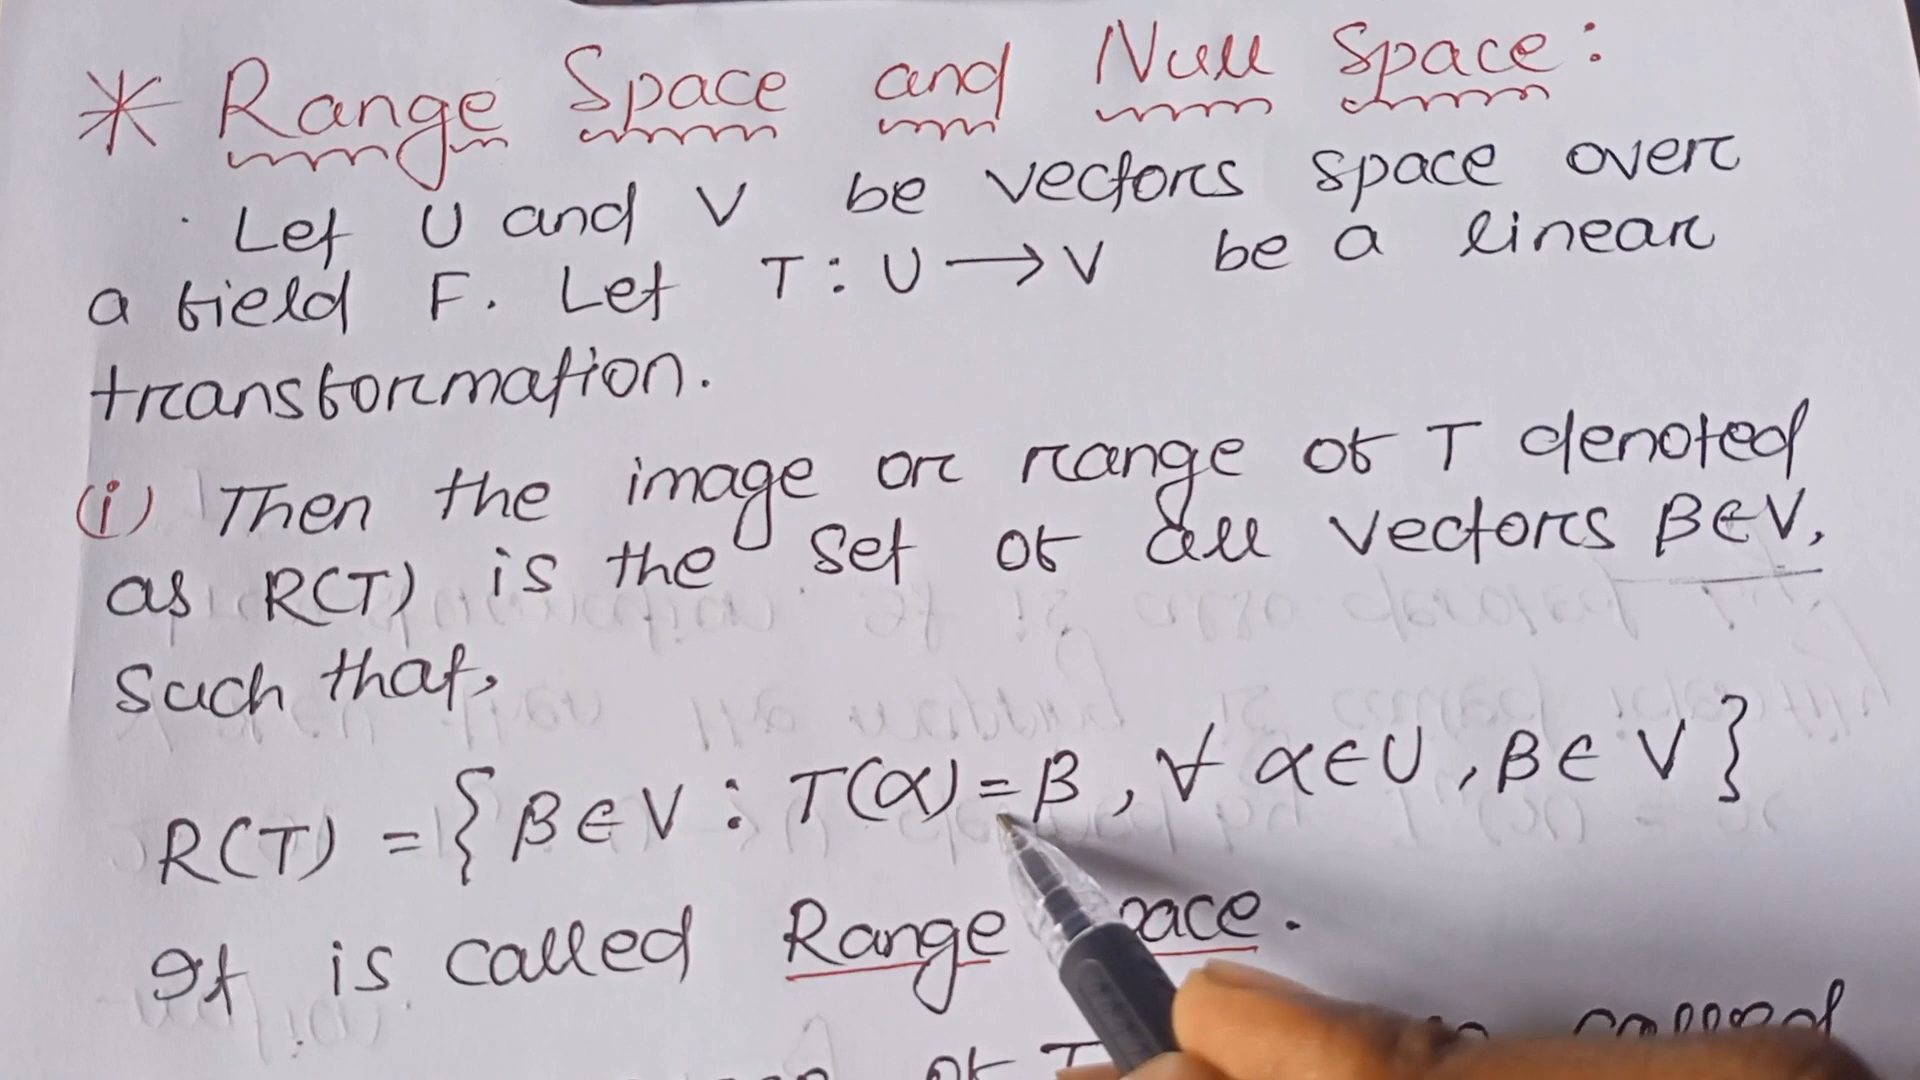 * Range Space and Null Space:
Let U and V be vectors space over
a field F. Let T : U → V be a linear
transformation.
(i) Then the image or range of T denoted
as R(T) is the set of all vectors β∈V,
Such that,
R(T) = { β∈V : T(α) = β, ∀ α∈U, β∈V }
It is called Range
of T